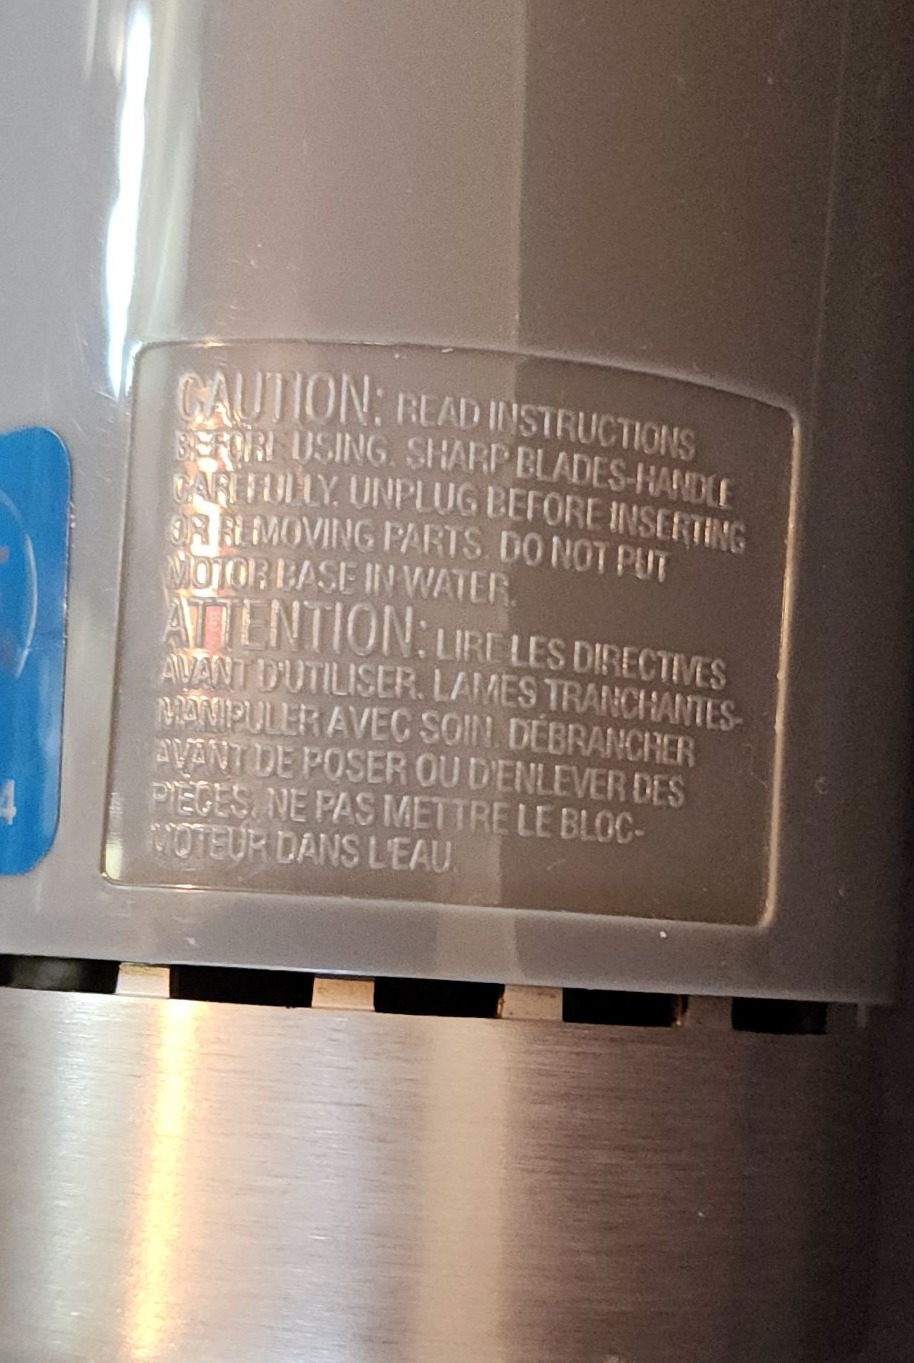 CAUTION: READ INSTRUCTIONS
BEFORE USING. SHARP BLADES-HANDLE
CAREFULLY. UNPLUG BEFORE INSERTING
OR REMOVING PARTS. DO NOT PUT
MOTOR BASE IN WATER.
ATTENTION: LIRE LES DIRECTIVES
AVANT D'UTILISER. LAMES TRANCHANTES-
MANIPULER AVEC SOIN. DÉBRANCHER
AVANT DE POSER OU D'ENLEVER DES
PIECES. NE PAS METTRE LE BLOC-
MOTEUR DANS L'EAU.
4